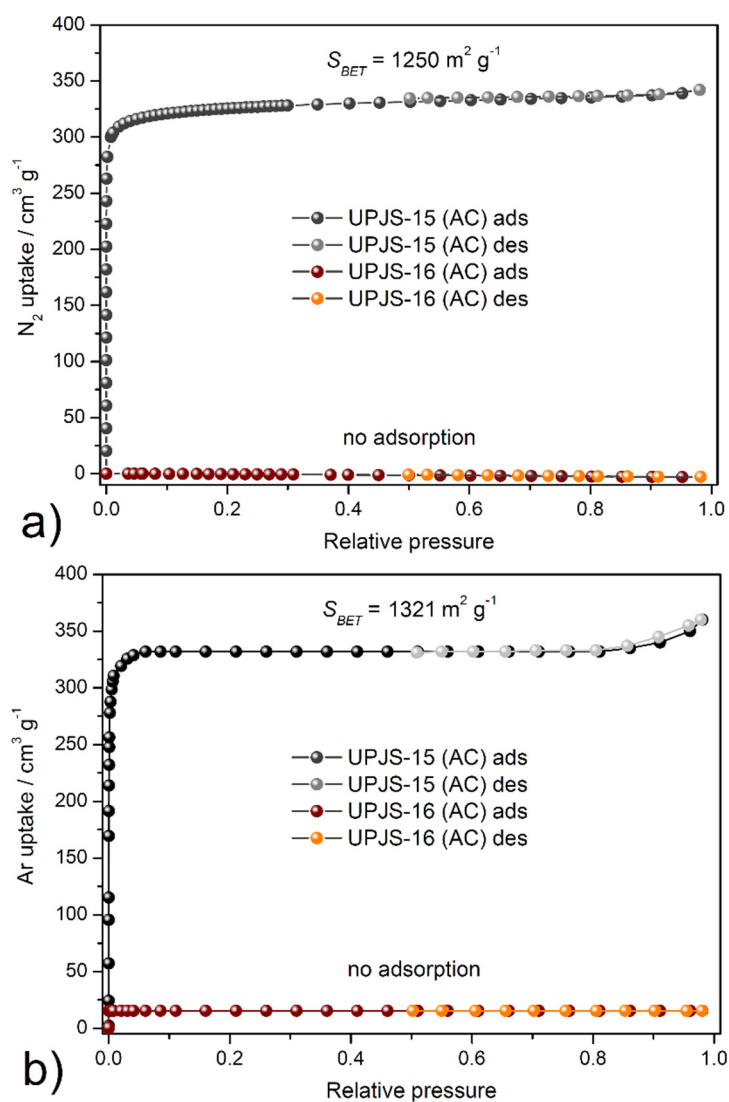 400
350
300
250
200
150
100
50
0
N₂ uptake / cm³ g⁻¹
S_BET = 1250 m² g⁻¹
UPJS-15 (AC) ads
UPJS-15 (AC) des
UPJS-16 (AC) ads
UPJS-16 (AC) des
no adsorption
0.0 0.2 0.4 0.6 0.8 1.0
Relative pressure
a)
400
350
300
250
200
150
100
50
0
Ar uptake / cm³ g⁻¹
S_BET = 1321 m² g⁻¹
UPJS-15 (AC) ads
UPJS-15 (AC) des
UPJS-16 (AC) ads
UPJS-16 (AC) des
no adsorption
0.0 0.2 0.4 0.6 0.8 1.0
Relative pressure
b)